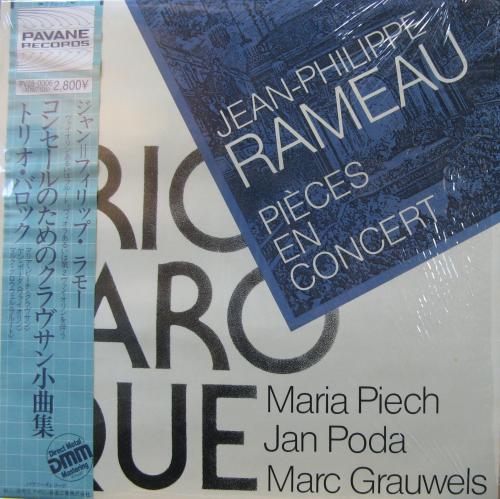 PAVANE
RECORDS
2,800¥
ジャン=フィリップ・ラモー
コンセールのためのクラヴサン小曲集
トリオ・バロック
Direct Metal
DMM
Mastering
JEAN-PHILIPPE
RAMEAU
PIÈCES
EN
CONCERT
RIO
ARO
QUE
Maria Piech
Jan Poda
Marc Grauwels